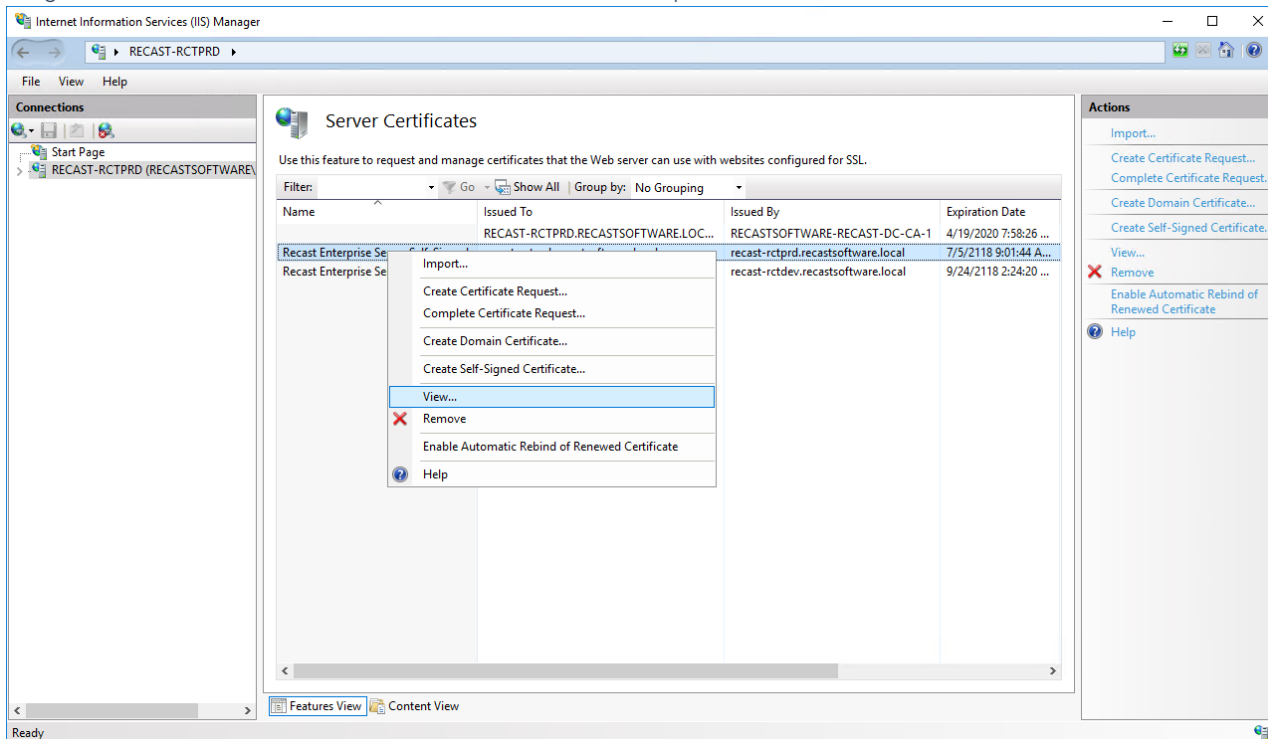 Internet Information Services (IIS) Manager
RECAST-RCTPRD
File View Help
Connections
Start Page
RECAST-RCTPRD (RECASTSOFTWARE\
Server Certificates
Use this feature to request and manage certificates that the Web server can use with websites configured for SSL.
Filter: Go Show All Group by: No Grouping
Name Issued To Issued By Expiration Date
RECAST-RCTPRD.RECASTSOFTWARE.LOC... RECASTSOFTWARE-RECAST-DC-CA-1 4/19/2020 7:58:26 ...
Recast Enterprise Se recast-rctprd.recastsoftware.local 7/5/2118 9:01:44 A...
Recast Enterprise Se recast-rctdev.recastsoftware.local 9/24/2118 2:24:20 ...
Import...
Create Certificate Request...
Complete Certificate Request...
Create Domain Certificate...
Create Self-Signed Certificate...
View...
Remove
Enable Automatic Rebind of Renewed Certificate
Help
Actions
Import...
Create Certificate Request...
Complete Certificate Request.
Create Domain Certificate...
Create Self-Signed Certificate.
View...
Remove
Enable Automatic Rebind of
Renewed Certificate
Help
Features View Content View
Ready